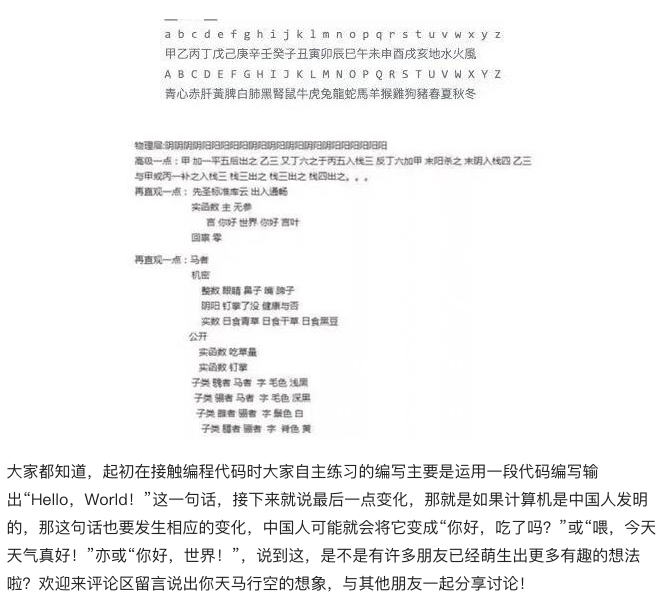 a b c d e f g h i j k l m n o p q r s t u v w x y z
甲乙丙丁戊己庚辛壬癸子丑寅卯辰巳午未申酉戌亥地水火風
A B C D E F G H I J K L M N O P Q R S T U V W X Y Z
青心赤肝黃脾白肺黑腎鼠牛虎兔龍蛇馬羊猴雞狗豬春夏秋冬
物理层:阴阴阴阴阳阳阳阳阳阴阳阴阳阴阳阴阳阳阳阳阳
高级一点：甲 加一平五后出之 乙三 又丁六之于丙五入栈三 反丁六加甲 末阳杀之 末阴入栈四 乙三
与甲戒丙一补之入栈三 栈三出之 栈三出之 栈四出之。。。
再直观一点： 先圣标准库云 出入通畅
实函数 主 无参
言 你好 世界 你好 言叶
回禀 零
再直观一点：马者
机密
整数 眼睛 鼻子 嘴 蹄子
阴阳 钉掌了没 健康与否
实数 日食青草 日食干草 日食黑豆
公开
实函数 吃草量
实函数 钉掌
子类 騩者 马者 字 毛色 浅黑
子类 骊者 马者 字 毛色 深黑
子类 者 骊者 字 鬃色 白
子类 者 骊者 字 脊色 黄
大家都知道，起初在接触编程代码时大家自主练习的编写主要是运用一段代码编写输
出“Hello，World！”这一句话，接下来就说最后一点变化，那就是如果计算机是中国人发明
的，那这句话也要发生相应的变化，中国人可能就会将它变成“你好，吃了吗？”或“喂，今天
天气真好！”亦或“你好，世界！”，说到这，是不是有许多朋友已经萌生出更多有趣的想法
啦？欢迎来评论区留言说出你天马行空的想象，与其他朋友一起分享讨论！